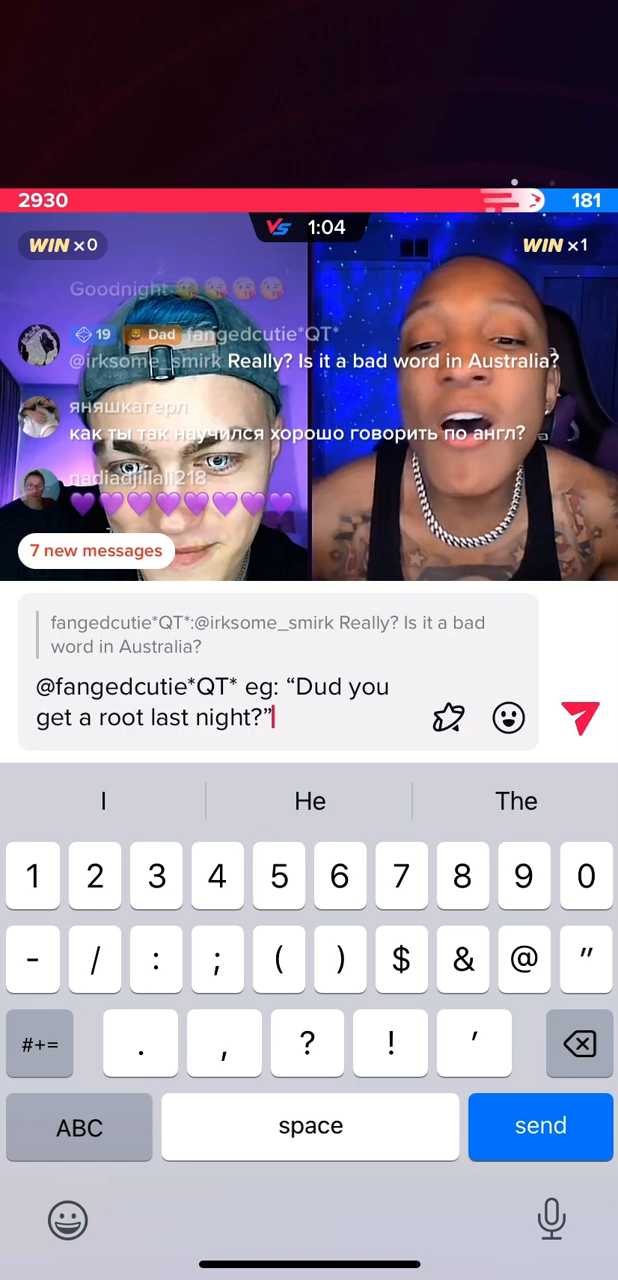 2930
181
VS 1:04
WIN x0
WIN x1
Goodnight 😘😘😘😘
19 Dad fangedcutie*QT*
@irksome_smirk Really? Is it a bad word in Australia?
яняшкагерл
как ты так научился хорошо говорить по англ?
nadiadjillali218
💜💜💜💜💜💜💜💜💜
7 new messages
fangedcutie*QT*:@irksome_smirk Really? Is it a bad
word in Australia?
@fangedcutie*QT* eg: “Dud you
get a root last night?”
I He The
1 2 3 4 5 6 7 8 9 0
- / : ; ( ) $ & @ "
#+= . , ? ! '
ABC space send